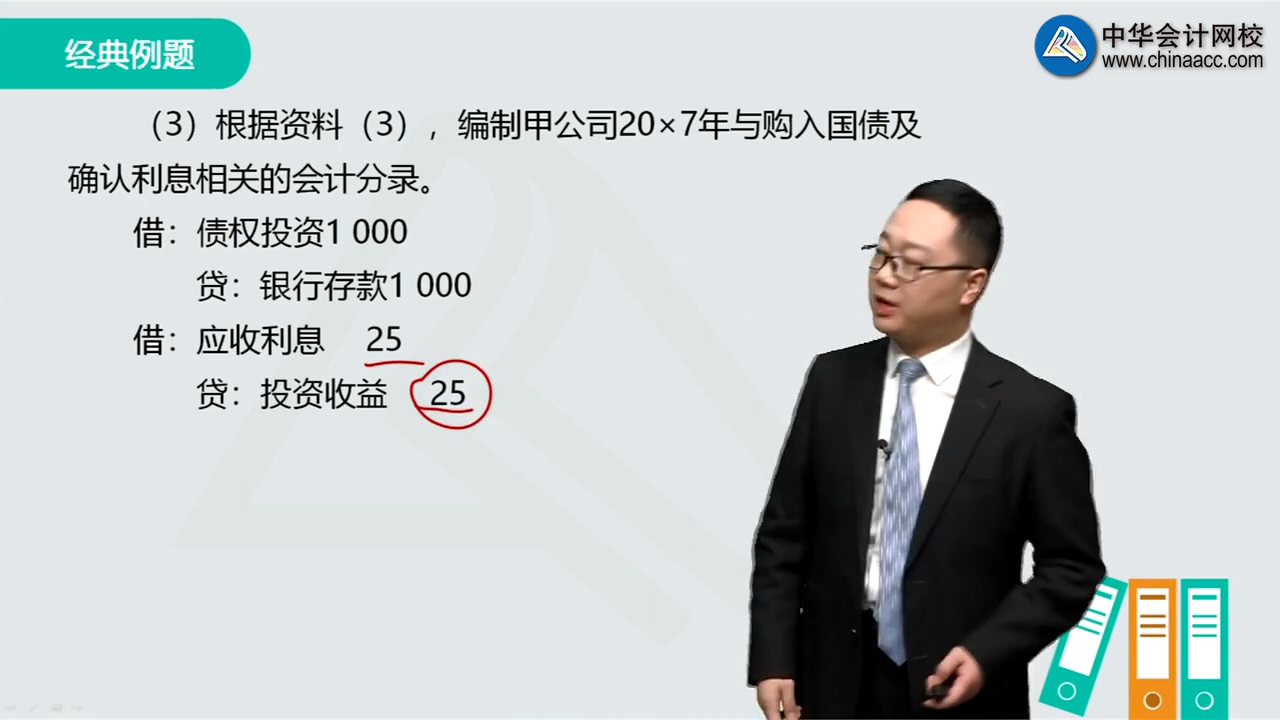 经典例题
中华会计网校
www.chinaacc.com
（3）根据资料（3），编制甲公司20×7年与购入国债及
确认利息相关的会计分录。
借：债权投资1 000
贷：银行存款1 000
借：应收利息 25
贷：投资收益 25